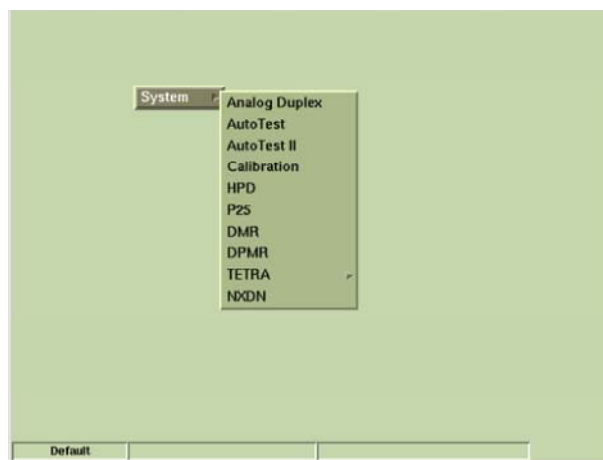 System
Analog Duplex
AutoTest
AutoTest II
Calibration
HPD
P25
DMR
DPMR
TETRA
NXDN
Default